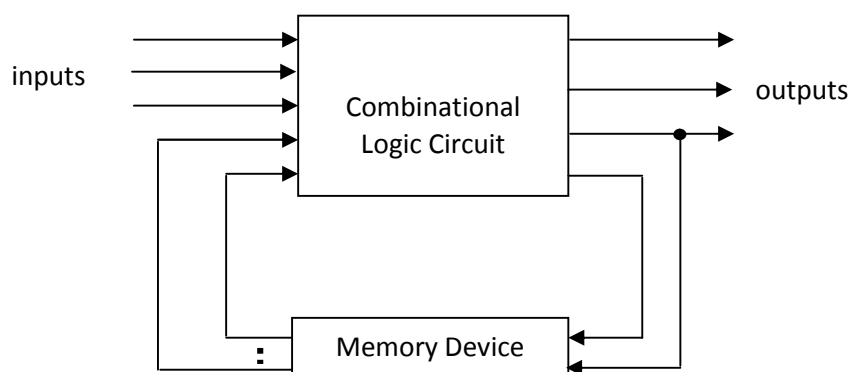 inputs
Combinational
Logic Circuit
outputs
Memory Device
: